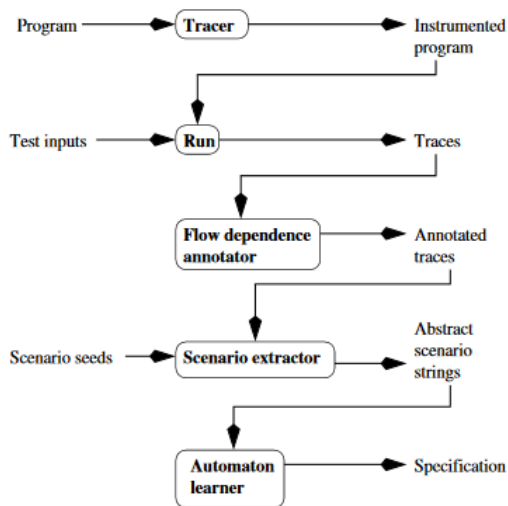 Program
Tracer
Instrumented
program
Test inputs
Run
Traces
Flow dependence
annotator
Annotated
traces
Scenario seeds
Scenario extractor
Abstract
scenario
strings
Automaton
learner
Specification